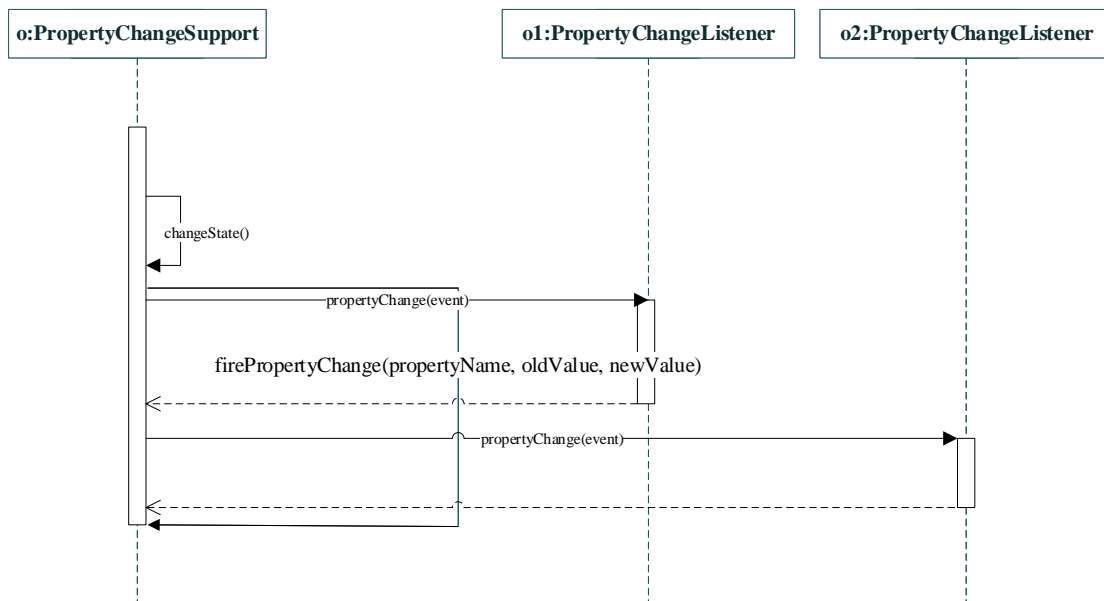 o:PropertyChangeSupport
o1:PropertyChangeListener
o2:PropertyChangeListener
changeState()
propertyChange(event)
firePropertyChange(propertyName, oldValue, newValue)
propertyChange(event)